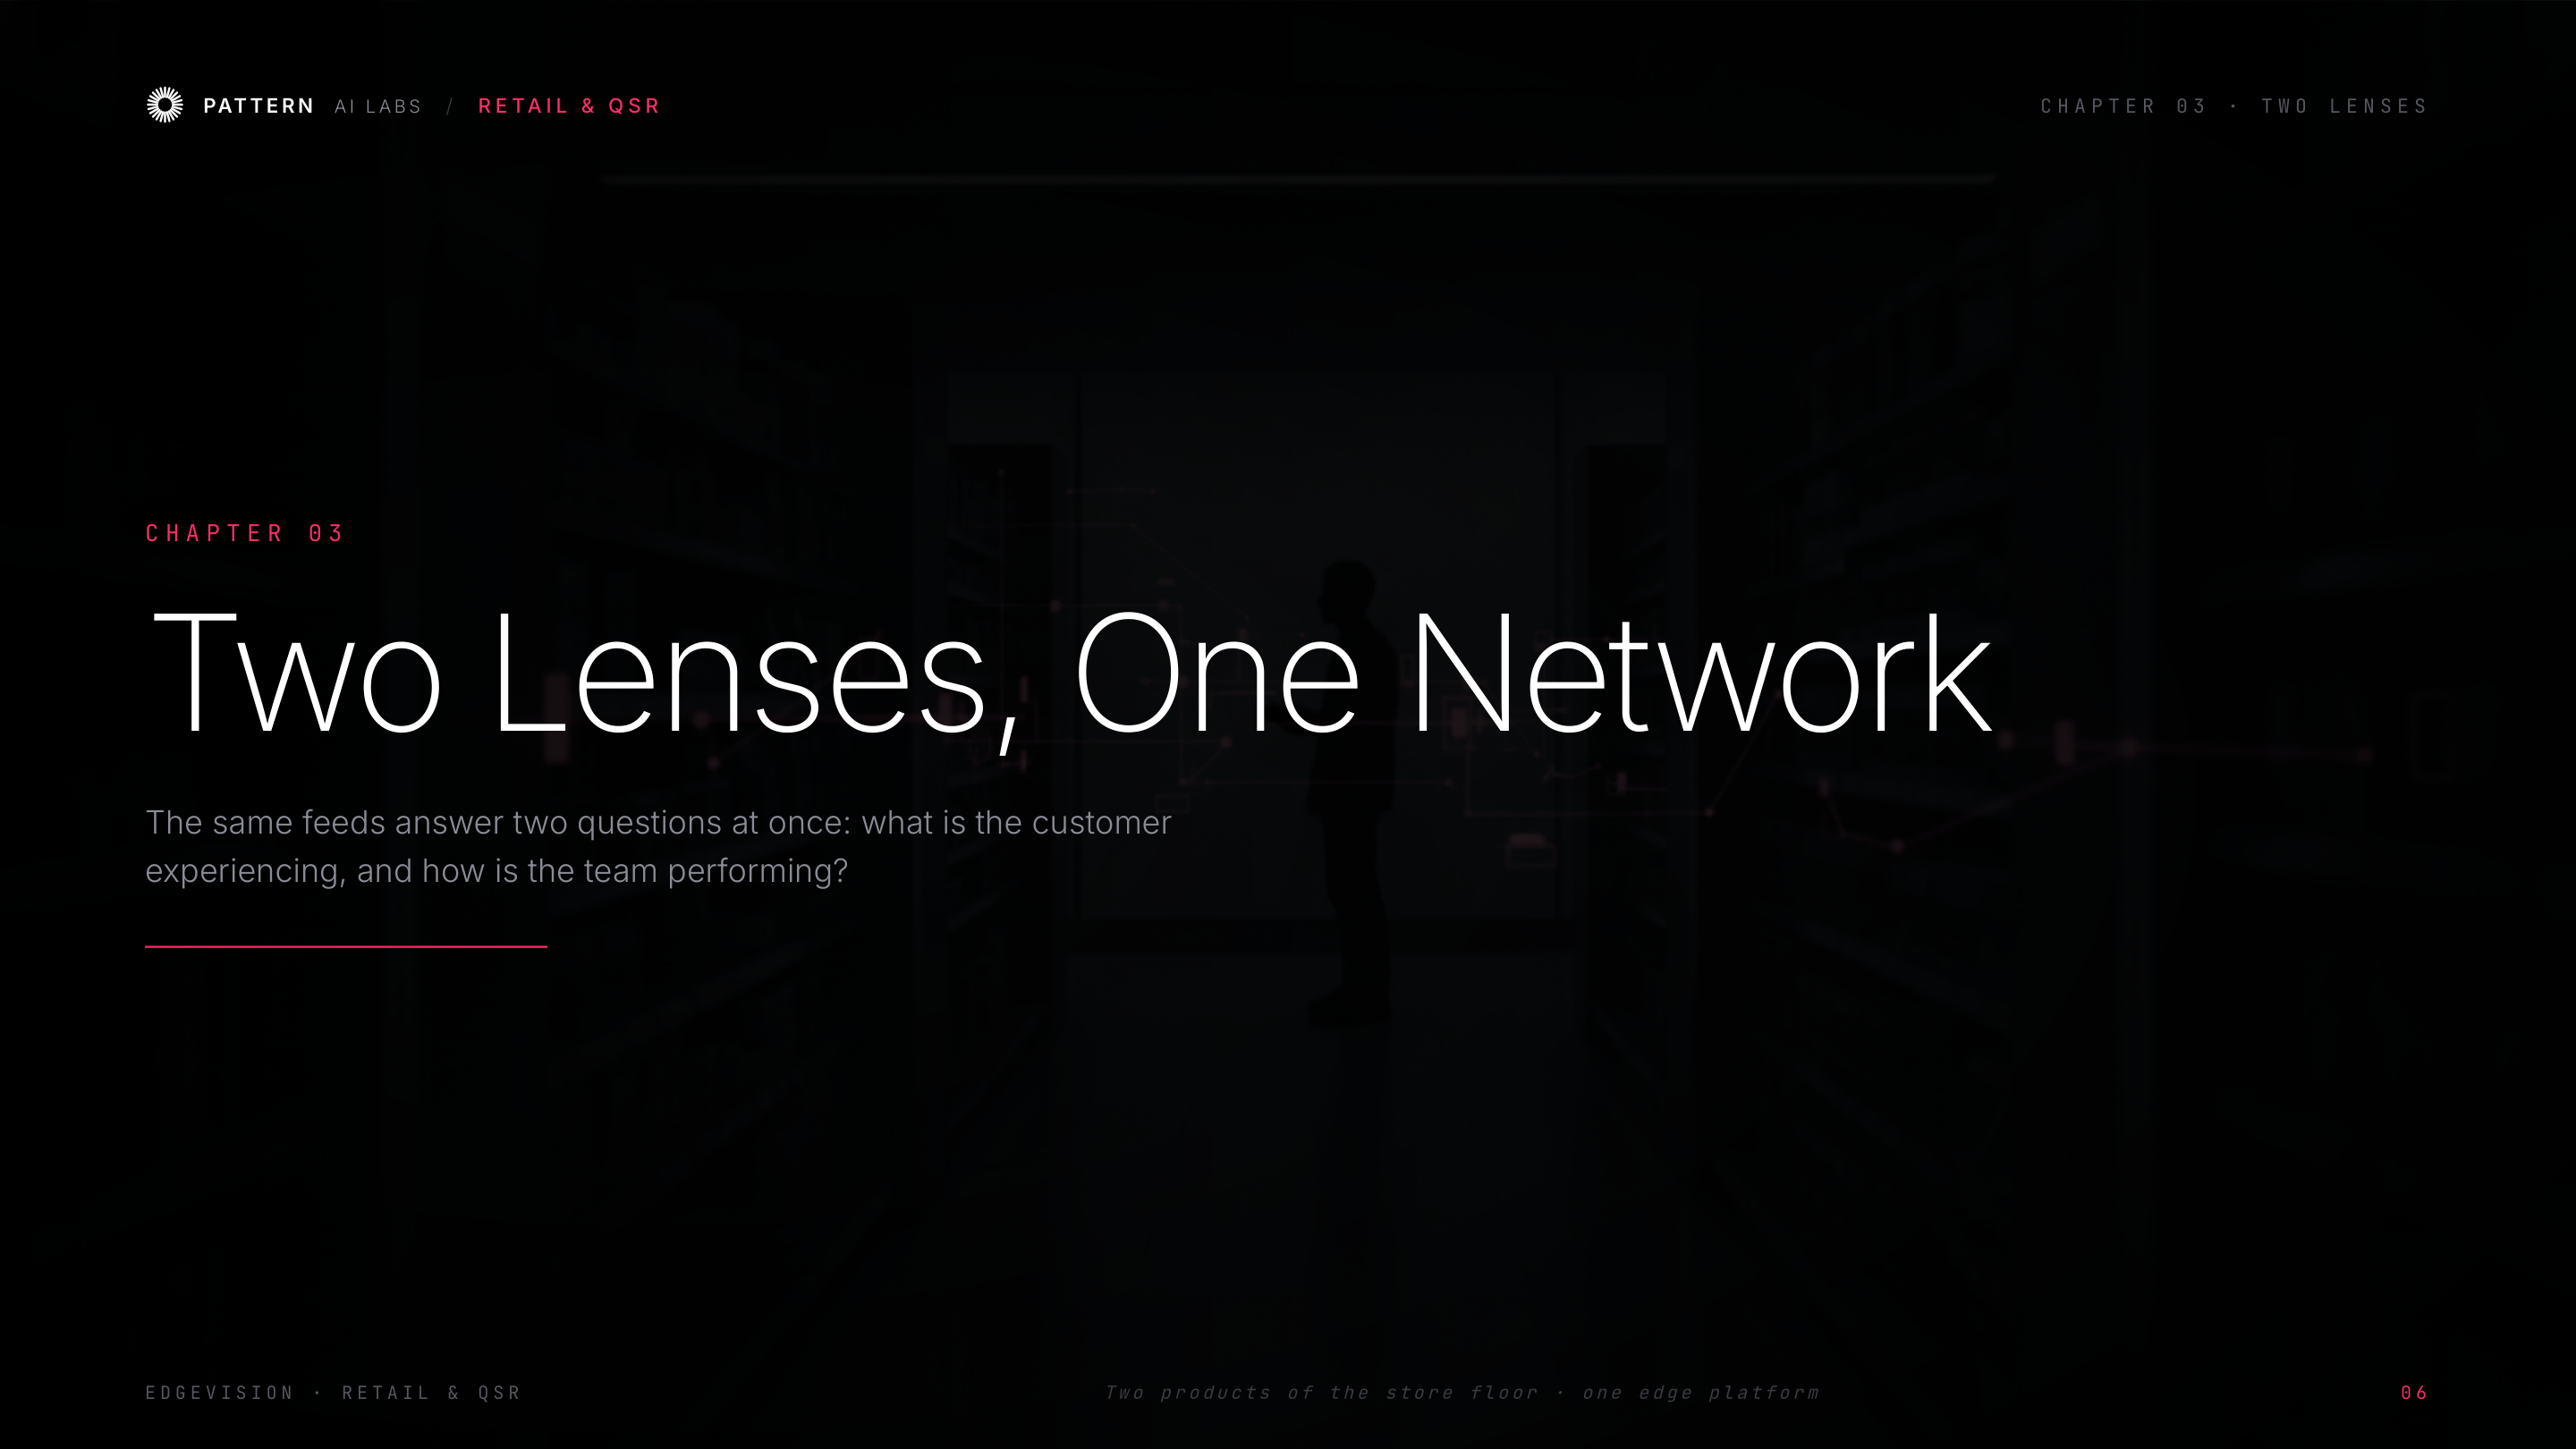 PATTERN AI LABS / RETAIL & QSR
CHAPTER 03 · TWO LENSES
CHAPTER 03
Two Lenses, One Network
The same feeds answer two questions at once: what is the customer
experiencing, and how is the team performing?
EDGEVISION · RETAIL & QSR
Two products of the store floor · one edge platform
06